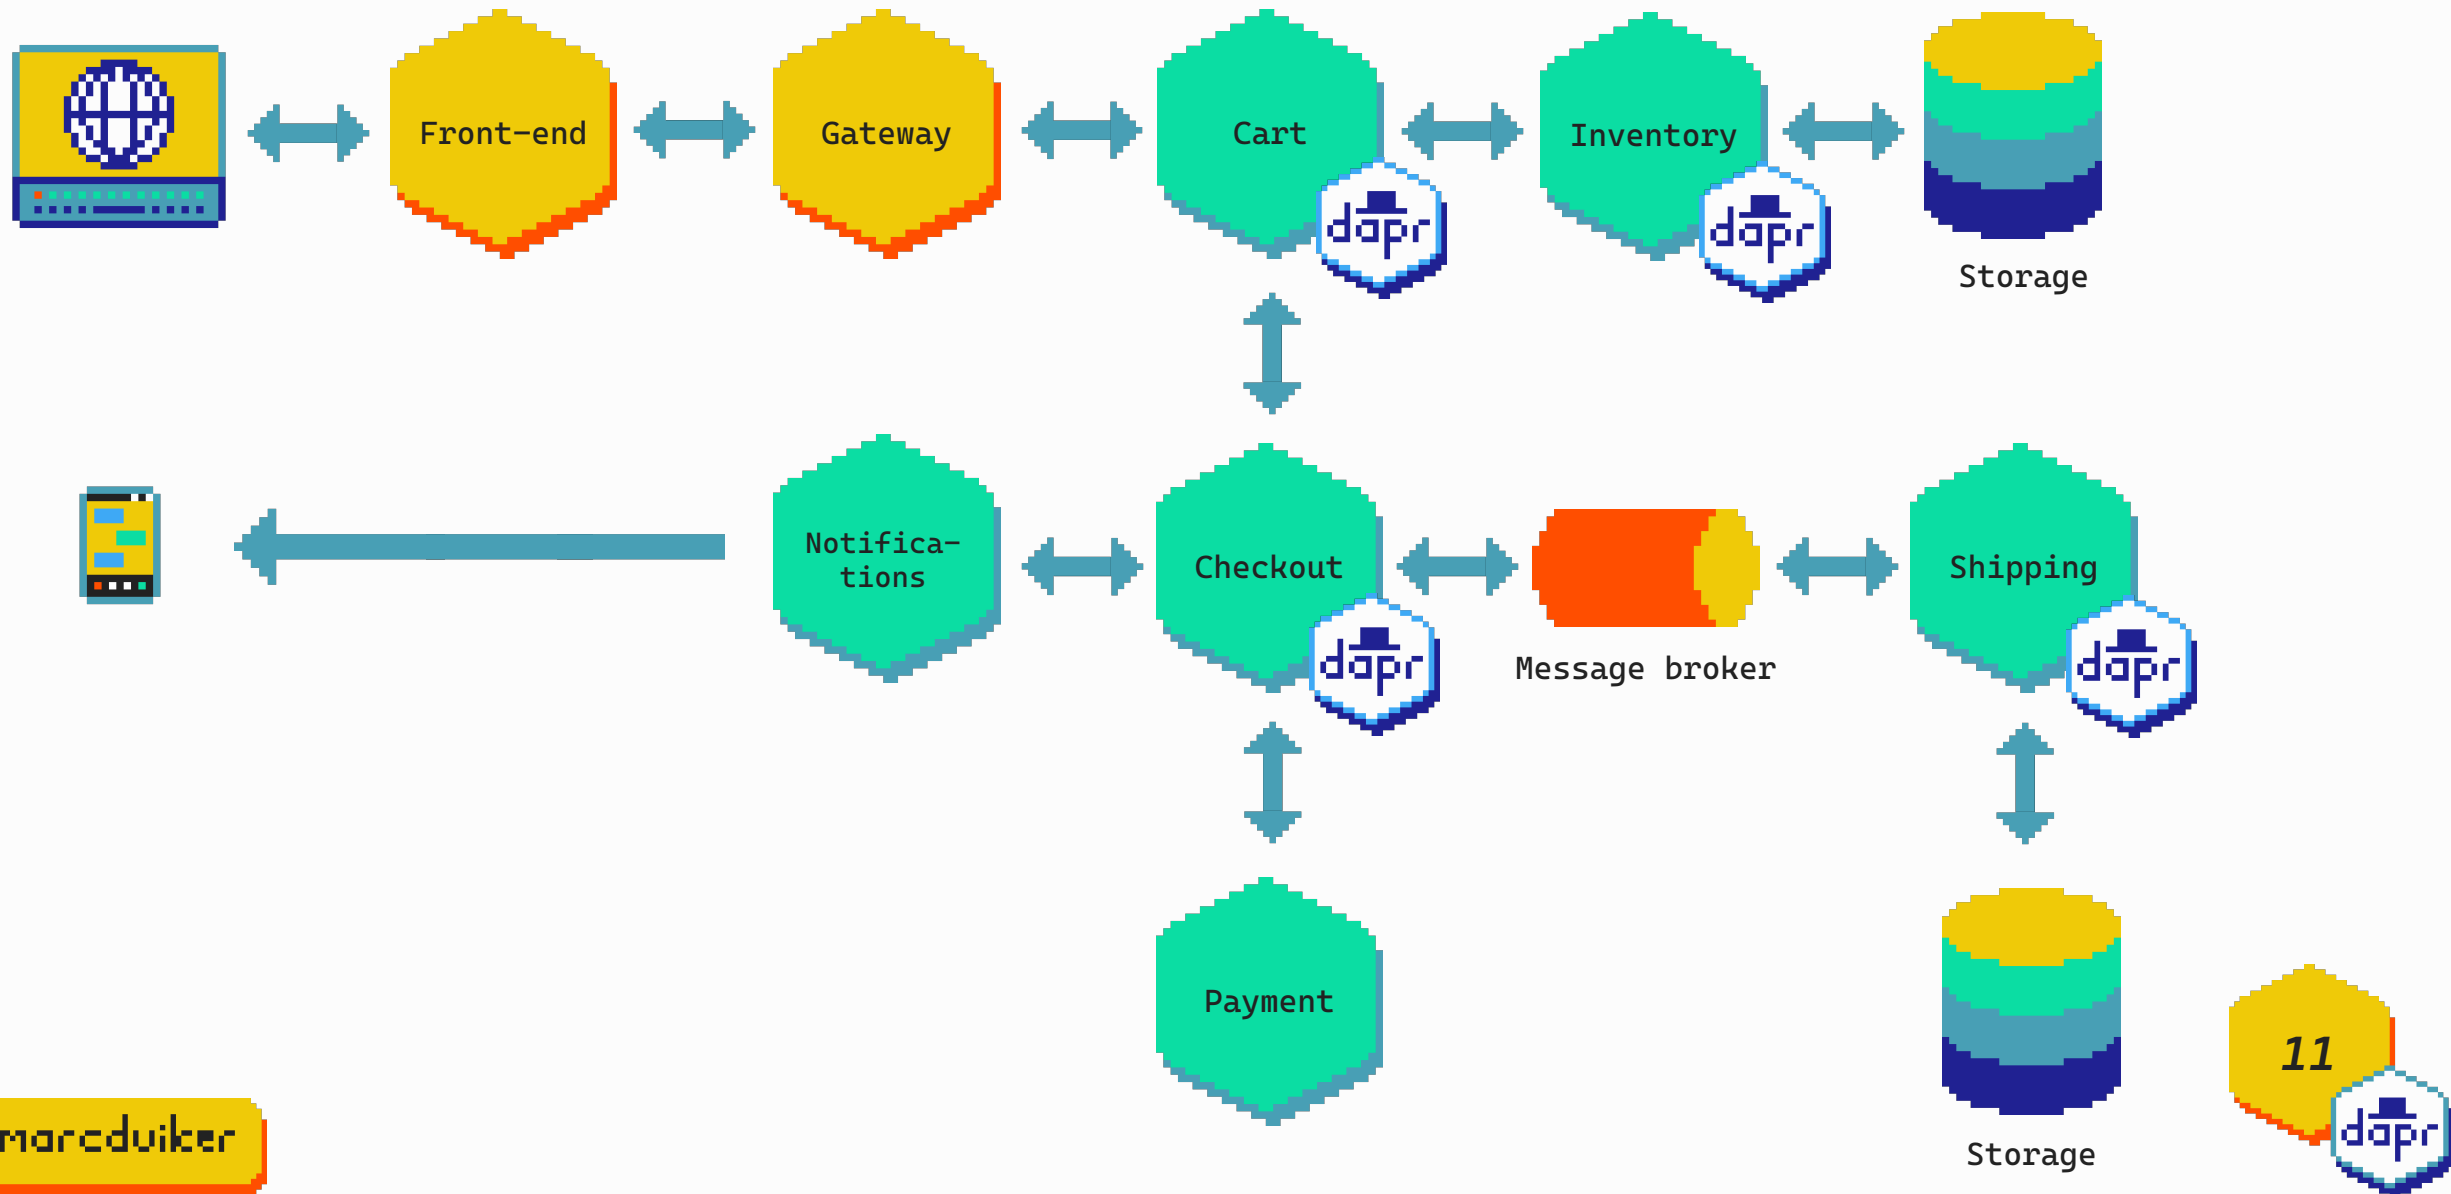 Front-end
Gateway
Cart
dapr
Inventory
dapr
Storage
Notifica-
tions
Checkout
dapr
Message broker
Shipping
dapr
Payment
Storage
11
dapr
marcduiker